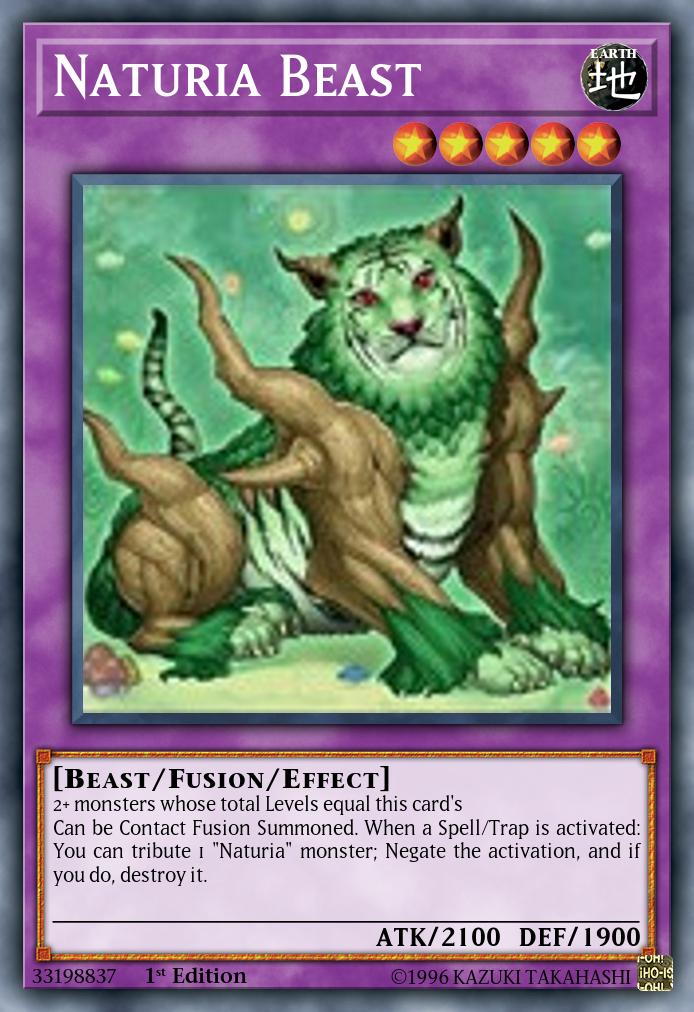 NATURIA BEAST
EARTH
地
[BEAST/FUSION/EFFECT]
2+ monsters whose total Levels equal this card's
Can be Contact Fusion Summoned. When a Spell/Trap is activated:
You can tribute 1 "Naturia" monster; Negate the activation, and if
you do, destroy it.
ATK/2100 DEF/1900
33198837 1st Edition ©1996 KAZUKI TAKAHASHI